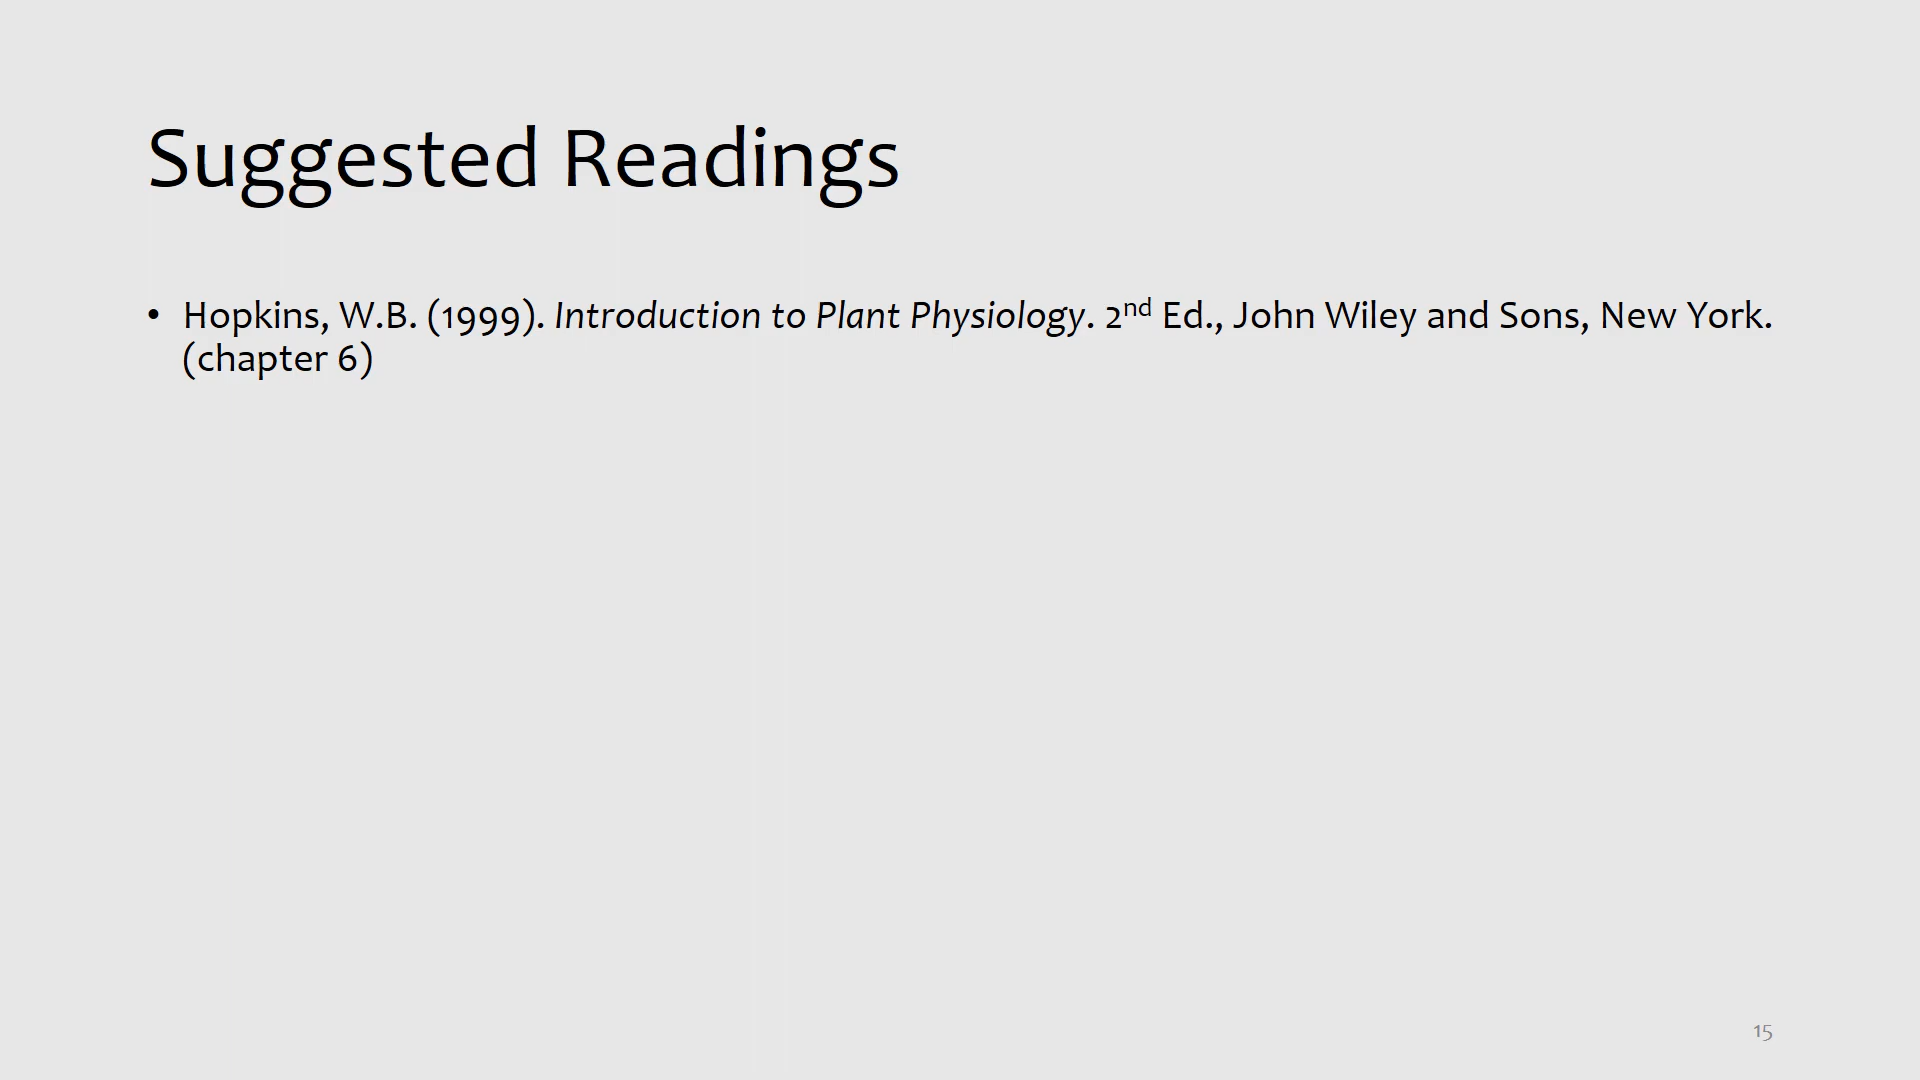 Suggested Readings
• Hopkins, W.B. (1999). Introduction to Plant Physiology. 2nd Ed., John Wiley and Sons, New York.
(chapter 6)
15